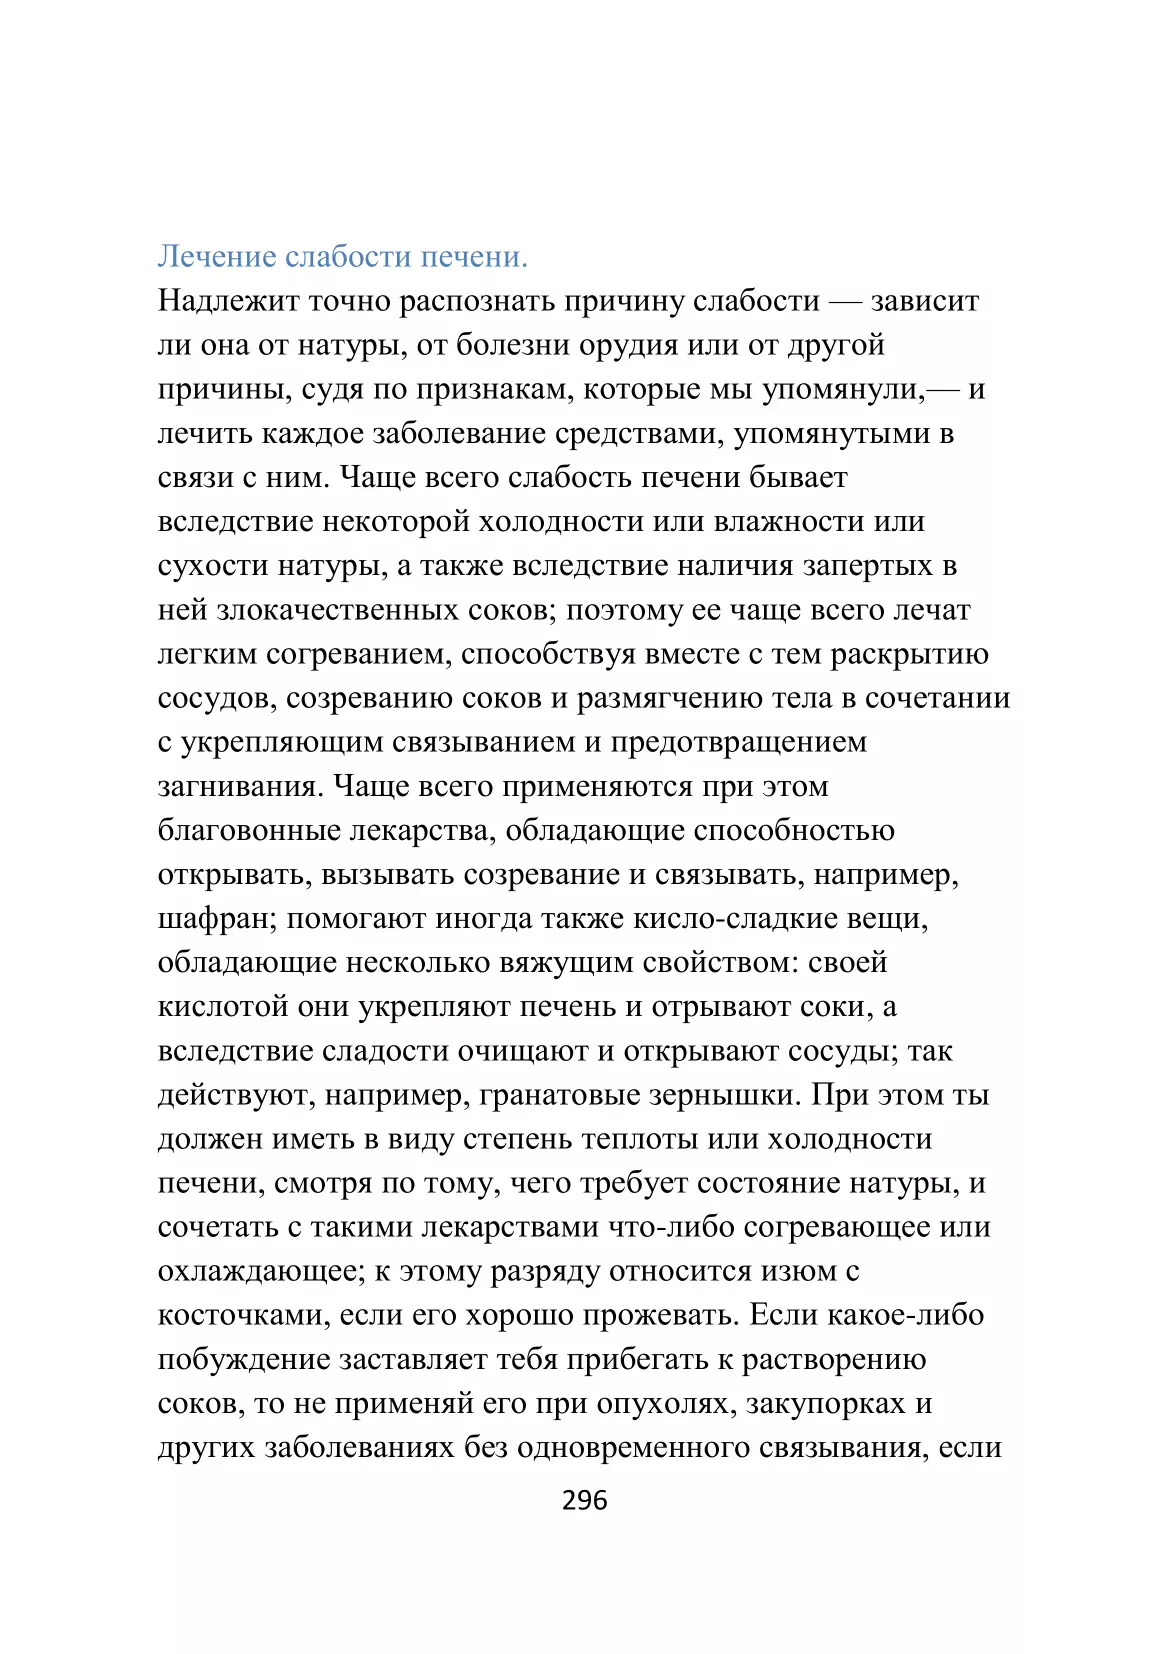 Лечение слабости печени.
Надлежит точно распознать причину слабости — зависит
ли она от натуры, от болезни орудия или от другой
причины, судя по признакам, которые мы упомянули,— и
лечить каждое заболевание средствами, упомянутыми в
связи с ним. Чаще всего слабость печени бывает
вследствие некоторой холодности или влажности или
сухости натуры, а также вследствие наличия запертых в
ней злокачественных соков; поэтому ее чаще всего лечат
легким согреванием, способствуя вместе с тем раскрытию
сосудов, созреванию соков и размягчению тела в сочетании
с укрепляющим связыванием и предотвращением
загнивания. Чаще всего применяются при этом
благовонные лекарства, обладающие способностью
открывать, вызывать созревание и связывать, например,
шафран; помогают иногда также кисло-сладкие вещи,
обладающие несколько вяжущим свойством: своей
кислотой они укрепляют печень и отрывают соки, а
вследствие сладости очищают и открывают сосуды; так
действуют, например, гранатовые зернышки. При этом ты
должен иметь в виду степень теплоты или холодности
печени, смотря по тому, чего требует состояние натуры, и
сочетать с такими лекарствами что-либо согревающее или
охлаждающее; к этому разряду относится изюм с
косточками, если его хорошо прожевать. Если какое-либо
побуждение заставляет тебя прибегать к растворению
соков, то не применяй его при опухолях, закупорках и
других заболеваниях без одновременного связывания, если
296